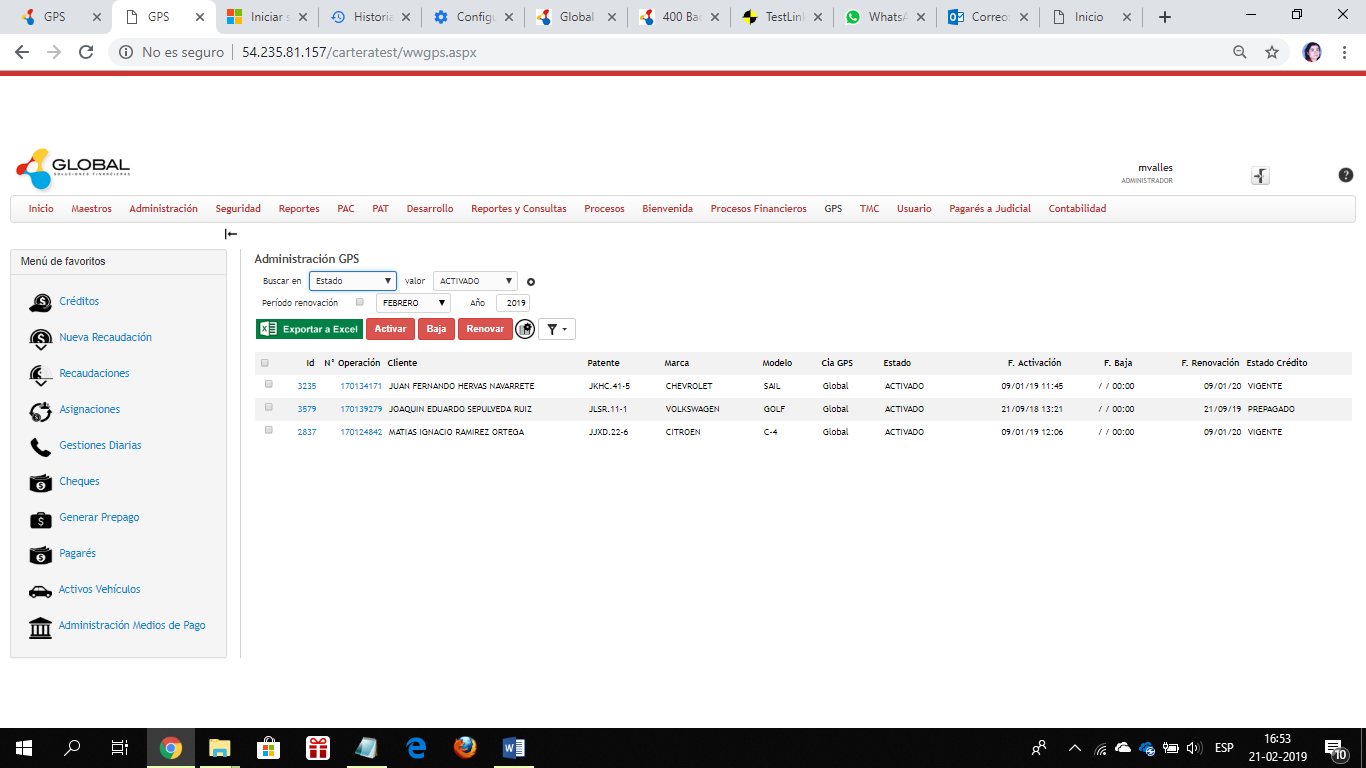 GPS GPS Iniciar s Historia Configu Global 400 Bad TestLink WhatsA Correo: Inicio
No es seguro 54.235.81.157/carteratest/wwgps.aspx
GLOBAL
SOLUCIONES FINANCIERAS
mvalles
ADMINISTRADOR
Inicio Maestros Administración Seguridad Reportes PAC PAT Desarrollo Reportes y Consultas Procesos Bienvenida Procesos Financieros GPS TMC Usuario Pagarés a Judicial Contabilidad
Menú de favoritos
Créditos
Nueva Recaudación
Recaudaciones
Asignaciones
Gestiones Diarias
Cheques
Generar Prepago
Pagarés
Activos Vehículos
Administración Medios de Pago
Administración GPS
Buscar en Estado valor ACTIVADO
Período renovación FEBRERO Año 2019
Exportar a Excel Activar Baja Renovar
Id N° Operación Cliente Patente Marca Modelo Cia GPS Estado F. Activación F. Baja F. Renovación Estado Crédito
3235 170134171 JUAN FERNANDO HERVAS NAVARRETE JKHC.41-5 CHEVROLET SAIL Global ACTIVADO 09/01/19 11:45 / / 00:00 09/01/20 VIGENTE
3579 170139279 JOAQUIN EDUARDO SEPULVEDA RUIZ JLSR.11-1 VOLKSWAGEN GOLF Global ACTIVADO 21/09/18 13:21 / / 00:00 21/09/19 PREPAGADO
2837 170124842 MATIAS IGNACIO RAMIREZ ORTEGA JJXD.22-6 CITROEN C-4 Global ACTIVADO 09/01/19 12:06 / / 00:00 09/01/20 VIGENTE
ESP 16:53
21-02-2019
10